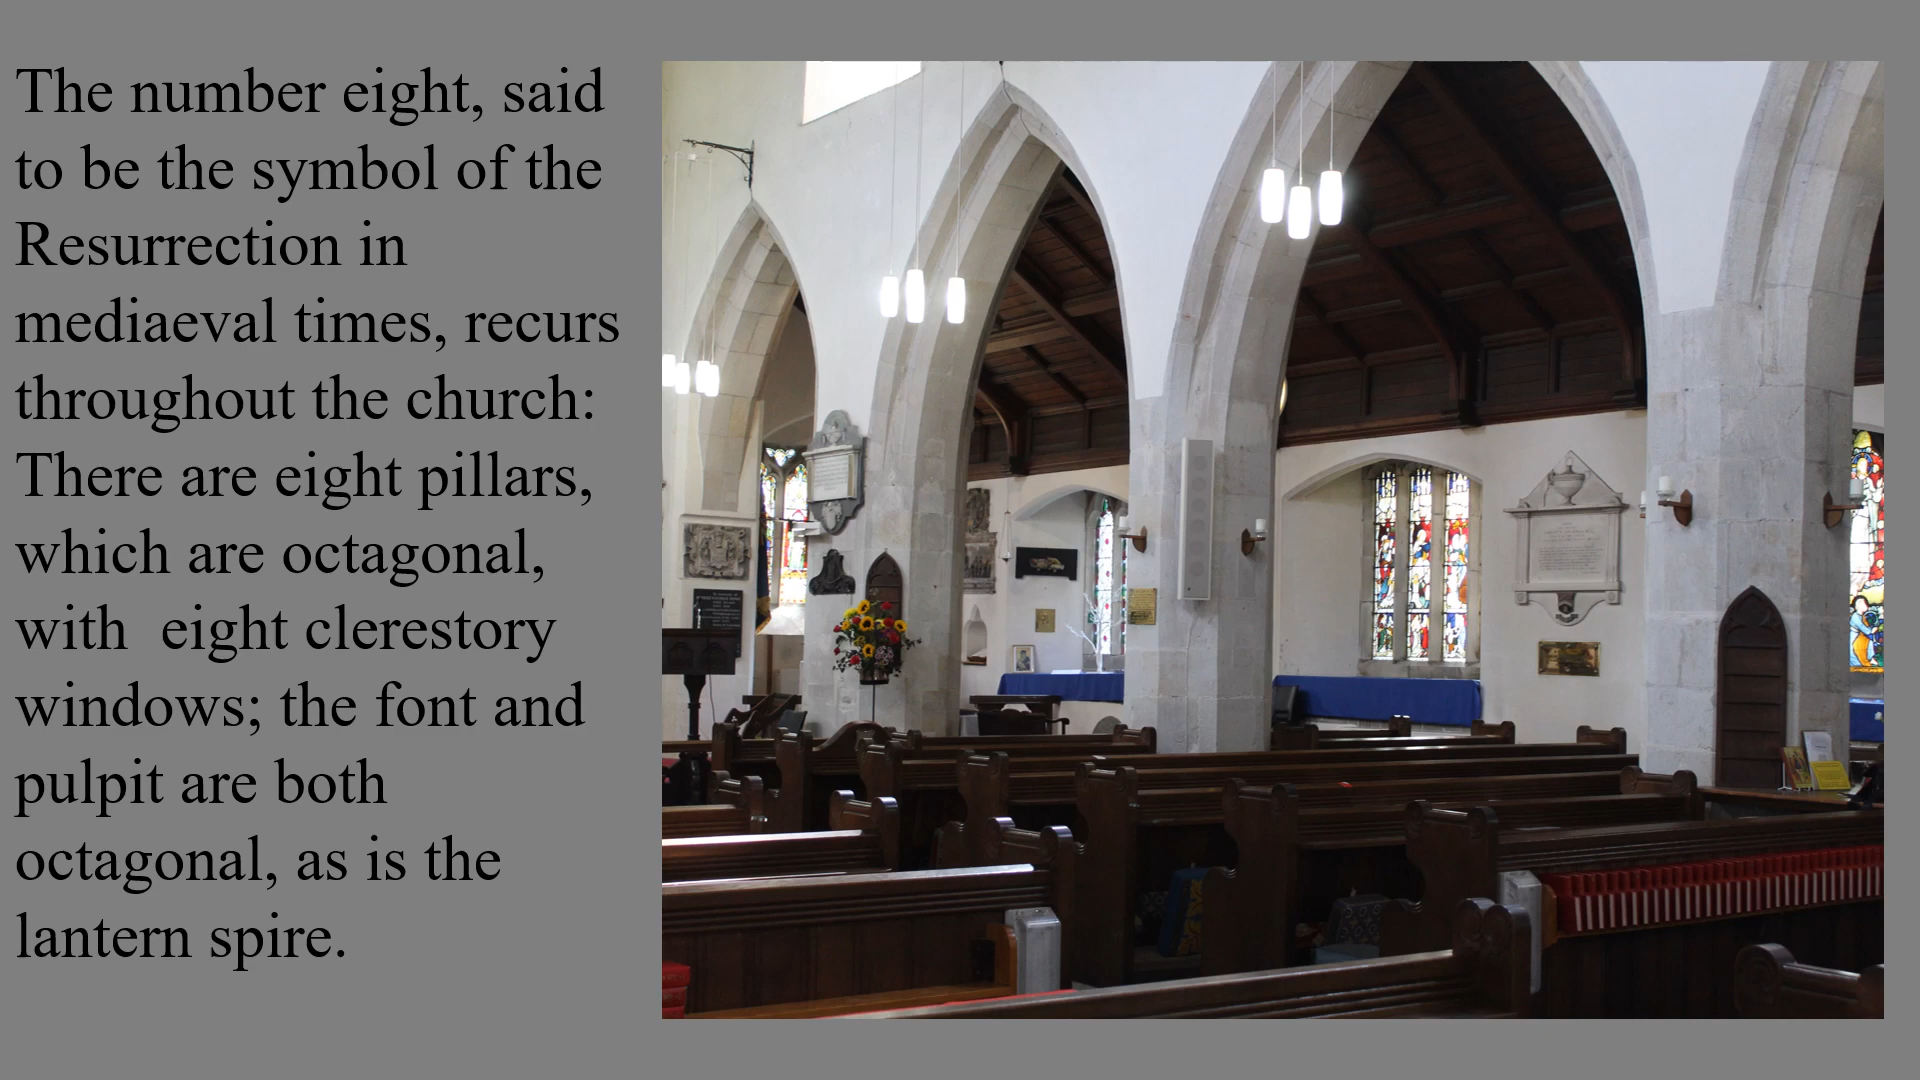 The number eight, said
to be the symbol of the
Resurrection in
mediaeval times, recurs
throughout the church:
There are eight pillars,
which are octagonal,
with  eight clerestory
windows; the font and
pulpit are both
octagonal, as is the
lantern spire.